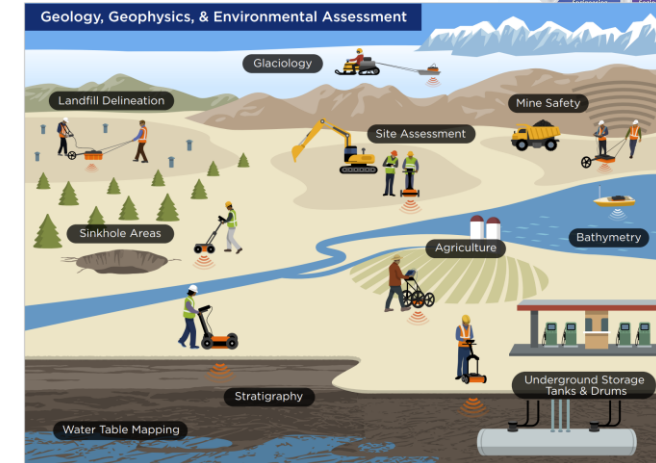 Geology, Geophysics, & Environmental Assessment
Glaciology
Landfill Delineation
Mine Safety
Site Assessment
Sinkhole Areas
Agriculture
Bathymetry
Underground Storage
Tanks & Drums
Stratigraphy
Water Table Mapping